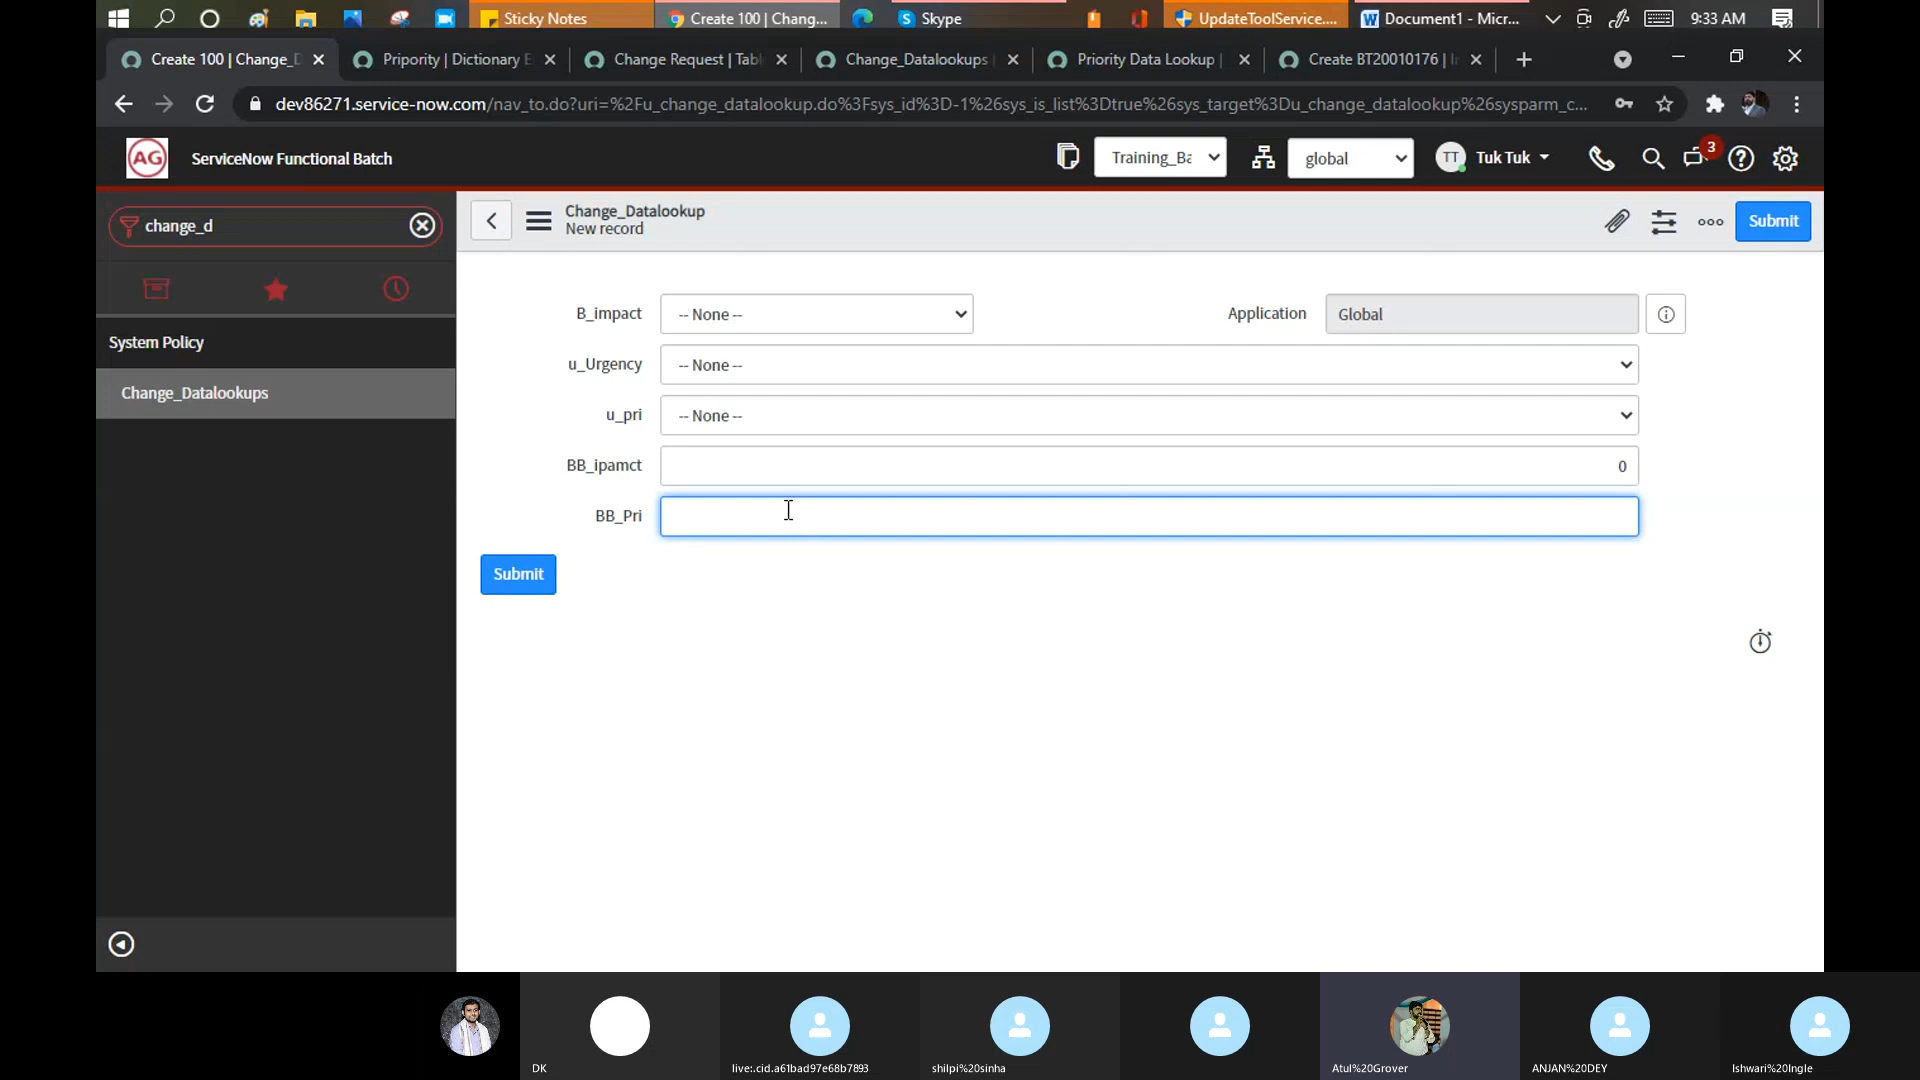 Sticky Notes
Create 100 | Chang...
Skype
UpdateToolService....
Document1 - Micr...
9:33 AM
Create 100 | Change_D
Pripority | Dictionary E
Change Request | Tabl
Change_Datalookups
Priority Data Lookup |
Create BT20010176 | In
dev86271.service-now.com/nav_to.do?uri=%2Fu_change_datalookup.do%3Fsys_id%3D-1%26sys_is_list%3Dtrue%26sys_target%3Du_change_datalookup%26sysparm_c...
AG
ServiceNow Functional Batch
Training_Ba
global
TT
Tuk Tuk
3
change_d
Change_Datalookup
New record
Submit
System Policy
Change_Datalookups
B_impact
-- None --
Application
Global
u_Urgency
-- None --
u_pri
-- None --
BB_ipamct
0
BB_Pri
Submit
DK
live:.cid.a61bad97e68b7893
shilpi%20sinha
Atul%20Grover
ANJAN%20DEY
Ishwari%20Ingle